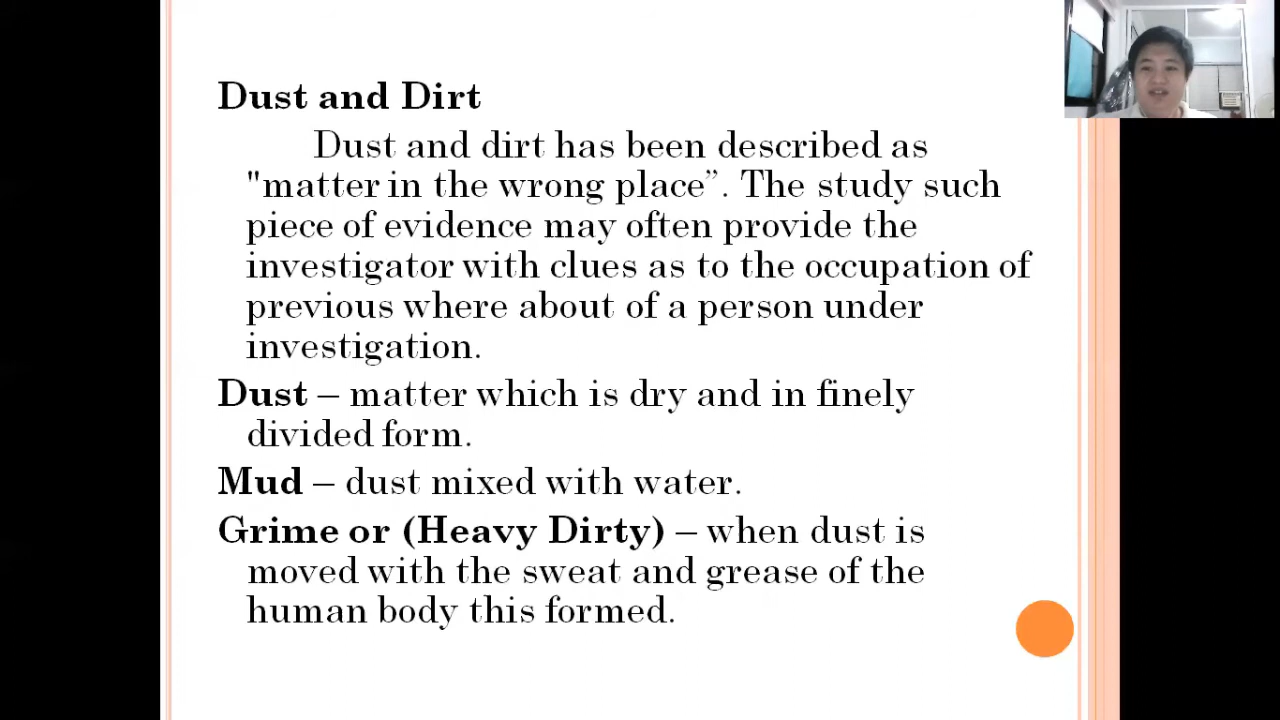 Dust and Dirt
Dust and dirt has been described as
"matter in the wrong place”. The study such
piece of evidence may often provide the
investigator with clues as to the occupation of
previous where about of a person under
investigation.
Dust – matter which is dry and in finely
divided form.
Mud – dust mixed with water.
Grime or (Heavy Dirty) – when dust is
moved with the sweat and grease of the
human body this formed.